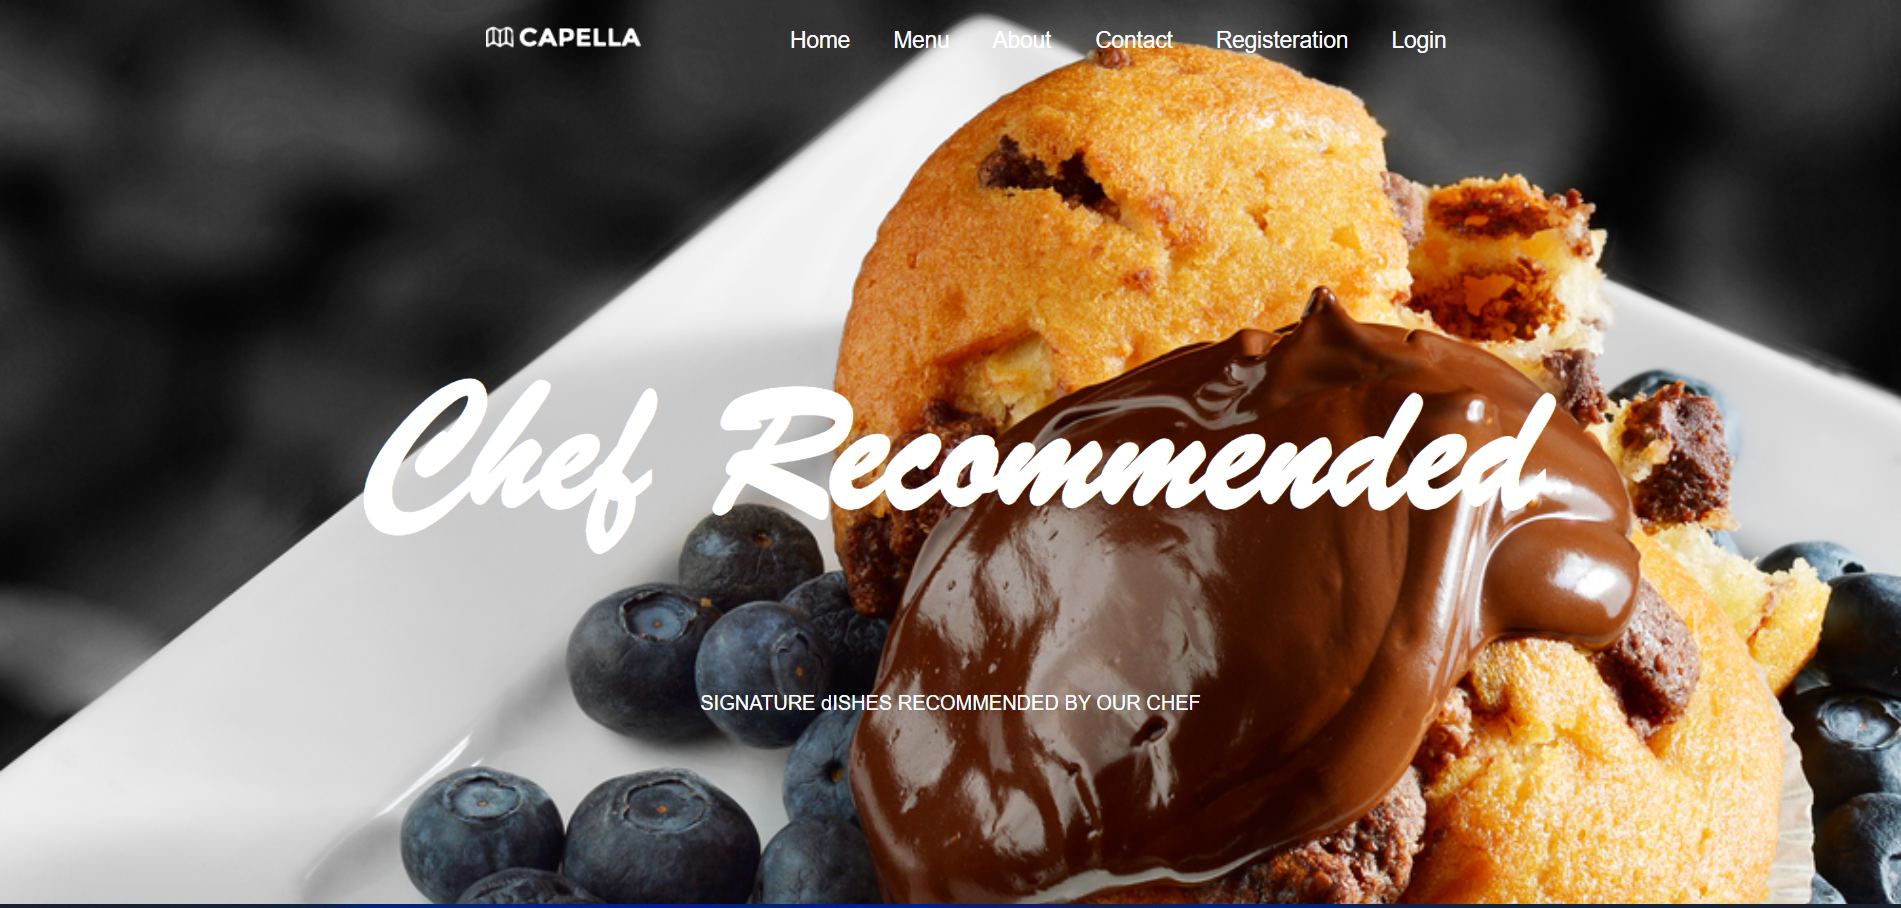 CAPELLA Home Menu About Contact Registeration Login
Chef Recommended
SIGNATURE dISHES RECOMMENDED BY OUR CHEF